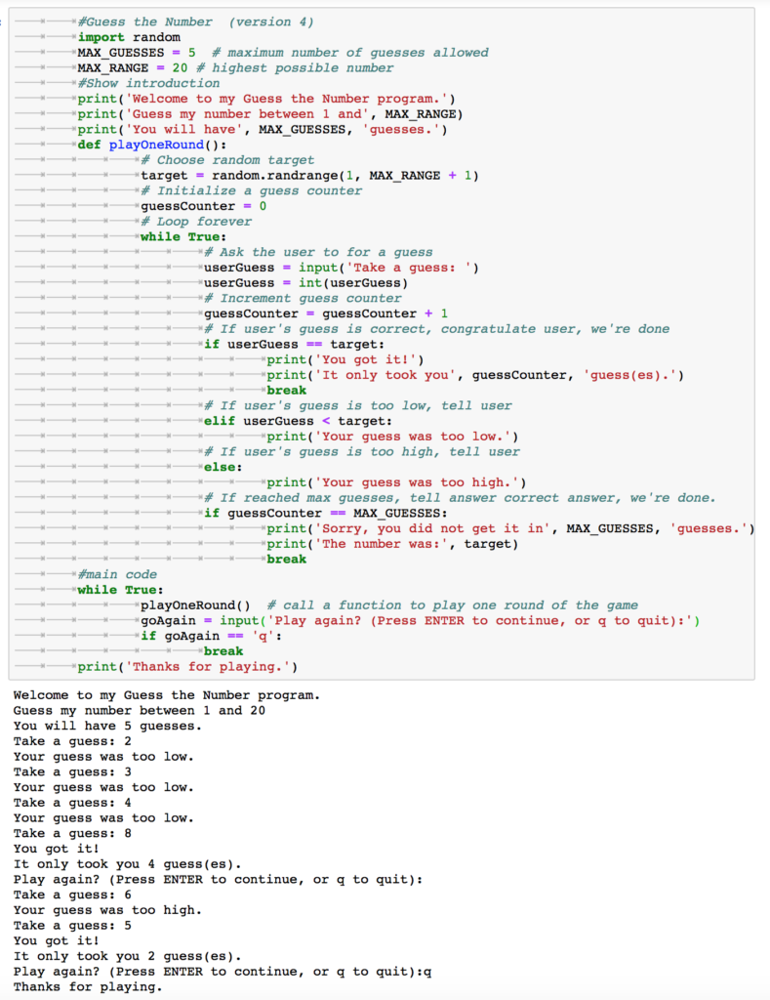 #Guess the Number  (version 4)
import random
MAX_GUESSES = 5  # maximum number of guesses allowed
MAX_RANGE = 20 # highest possible number
#Show introduction
print('Welcome to my Guess the Number program.')
print('Guess my number between 1 and', MAX_RANGE)
print('You will have', MAX_GUESSES, 'guesses.')
def playOneRound():
        # Choose random target
        target = random.randrange(1, MAX_RANGE + 1)
        # Initialize a guess counter
        guessCounter = 0
        # Loop forever
        while True:
                # Ask the user to for a guess
                userGuess = input('Take a guess: ')
                userGuess = int(userGuess)
                # Increment guess counter
                guessCounter = guessCounter + 1
                # If user's guess is correct, congratulate user, we're done
                if userGuess == target:
                        print('You got it!')
                        print('It only took you', guessCounter, 'guess(es).')
                        break
                # If user's guess is too low, tell user
                elif userGuess < target:
                        print('Your guess was too low.')
                # If user's guess is too high, tell user
                else:
                        print('Your guess was too high.')
                # If reached max guesses, tell answer correct answer, we're done.
                if guessCounter == MAX_GUESSES:
                        print('Sorry, you did not get it in', MAX_GUESSES, 'guesses.')
                        print('The number was:', target)
                        break
#main code
while True:
        playOneRound()  # call a function to play one round of the game
        goAgain = input('Play again? (Press ENTER to continue, or q to quit):')
        if goAgain == 'q':
                break
print('Thanks for playing.')
Welcome to my Guess the Number program.
Guess my number between 1 and 20
You will have 5 guesses.
Take a guess: 2
Your guess was too low.
Take a guess: 3
Your guess was too low.
Take a guess: 4
Your guess was too low.
Take a guess: 8
You got it!
It only took you 4 guess(es).
Play again? (Press ENTER to continue, or q to quit):
Take a guess: 6
Your guess was too high.
Take a guess: 5
You got it!
It only took you 2 guess(es).
Play again? (Press ENTER to continue, or q to quit):q
Thanks for playing.